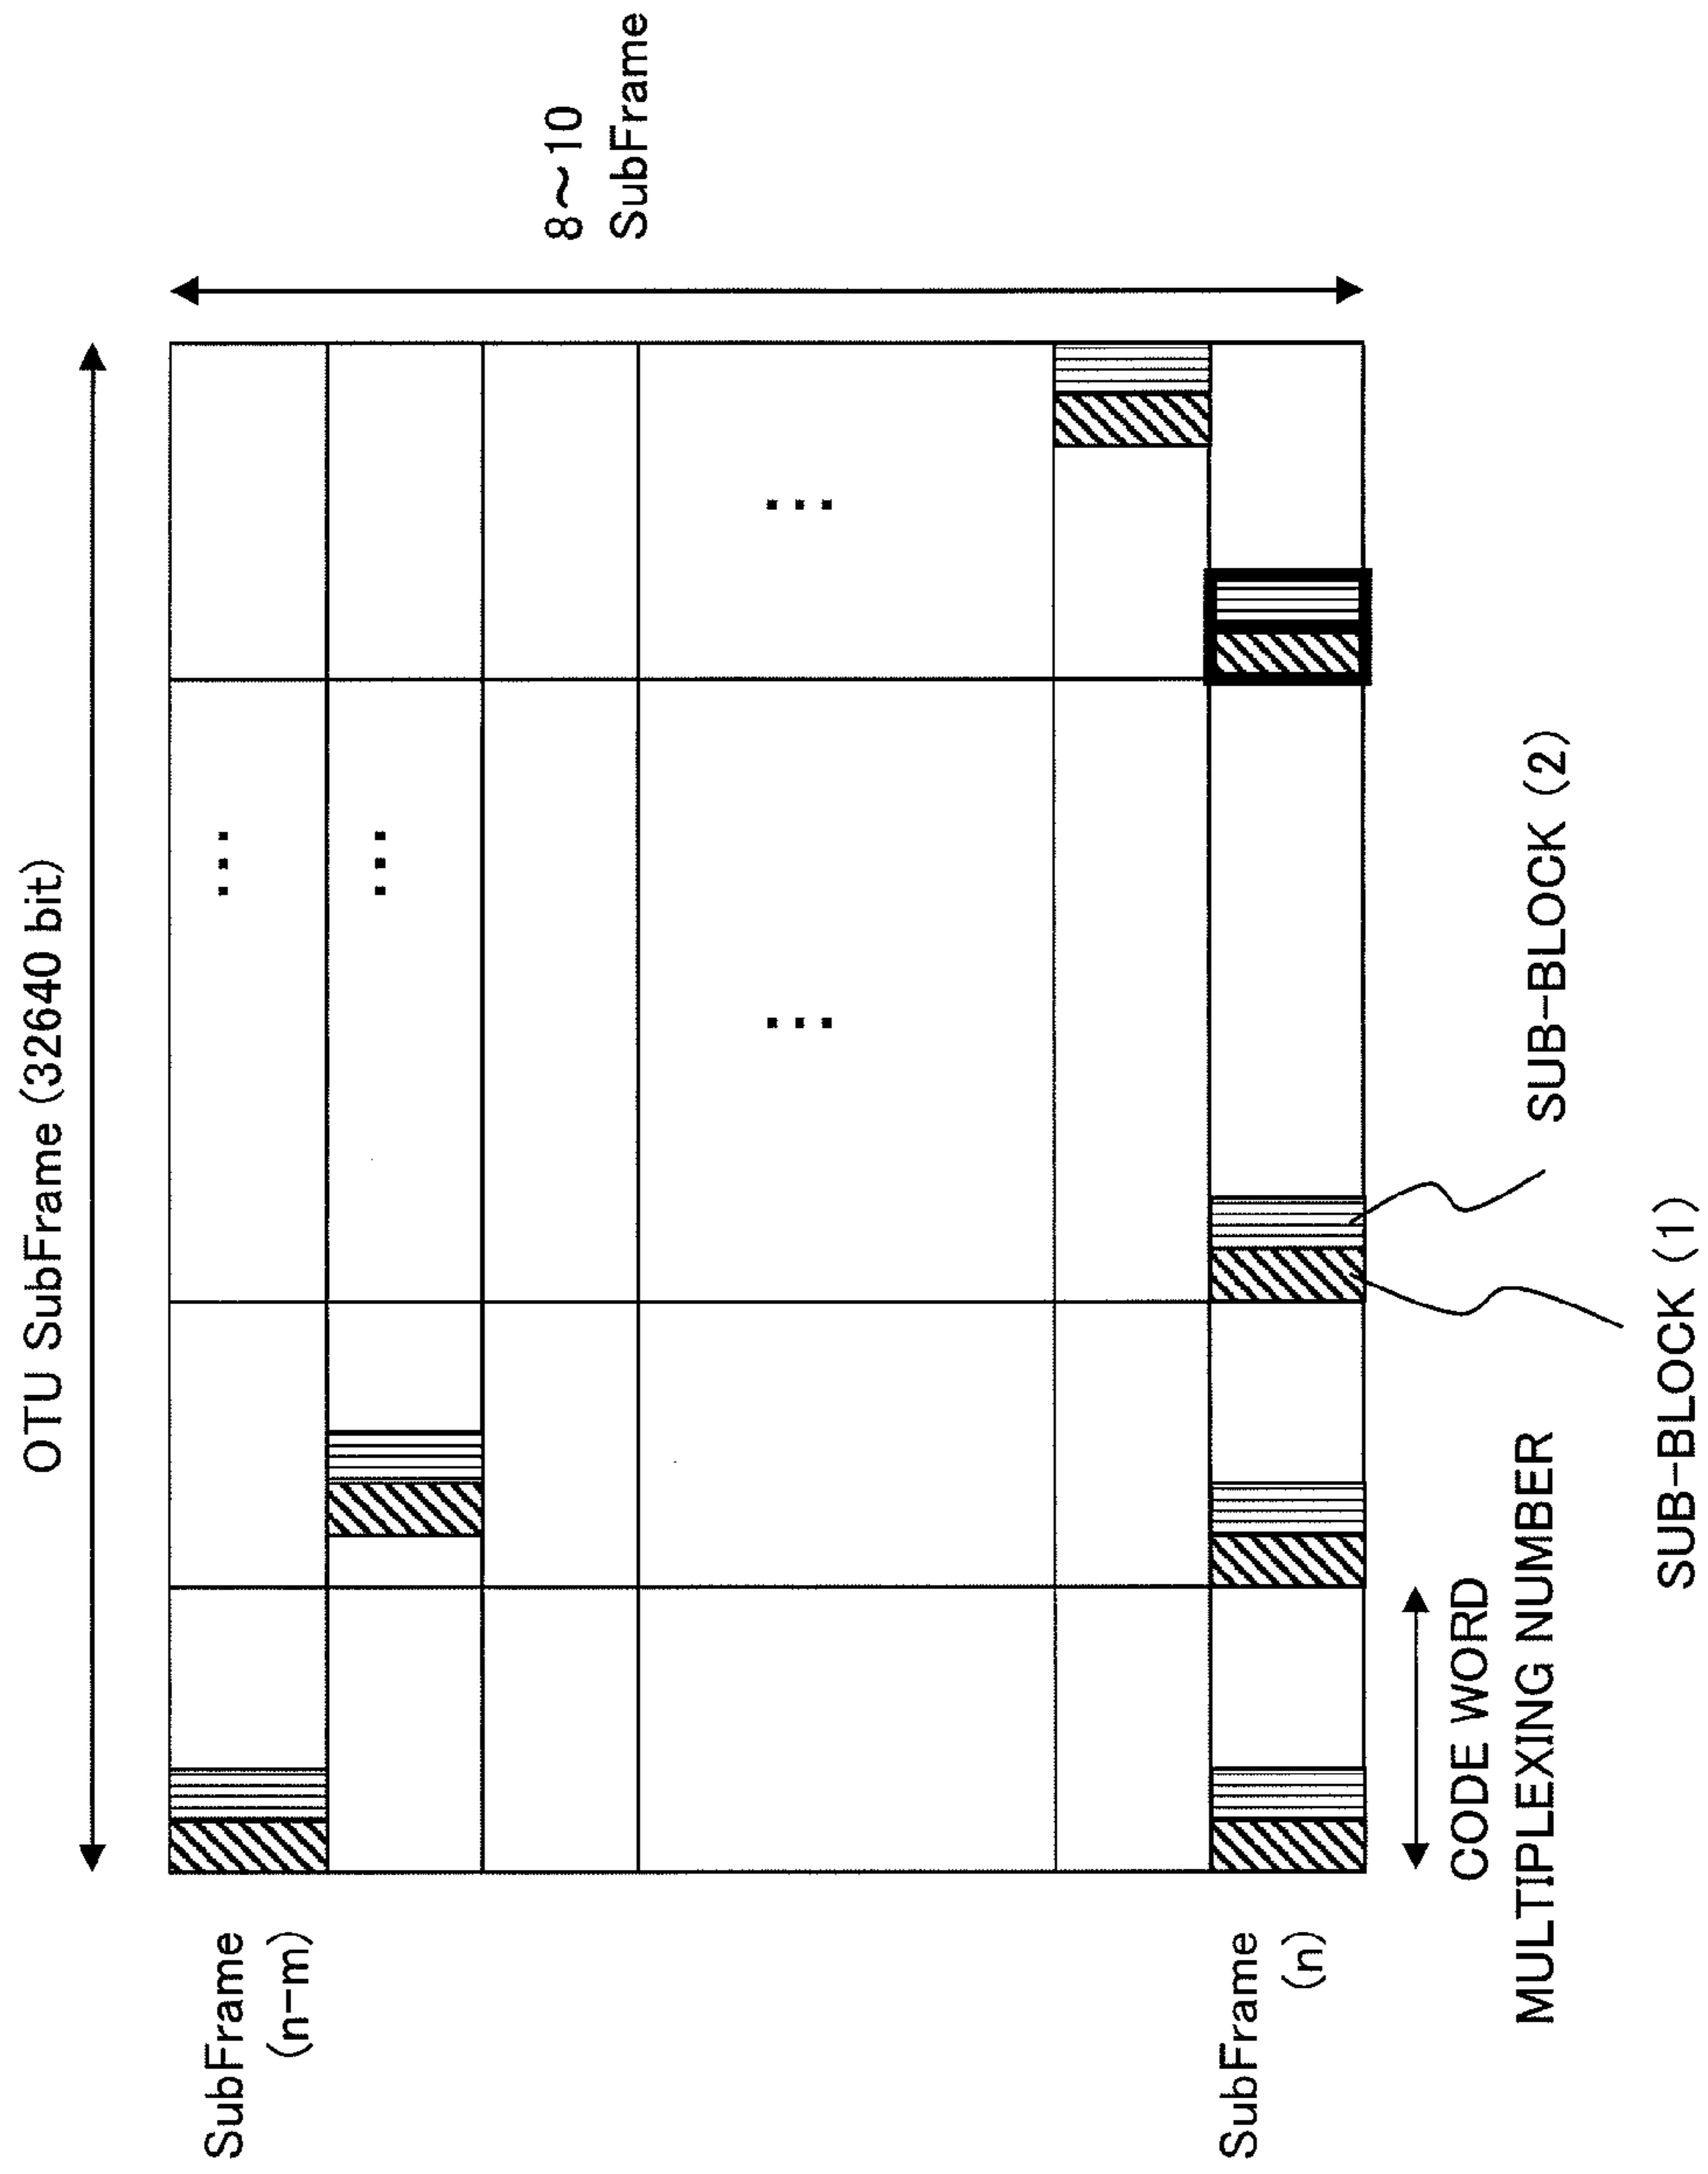 OTU SubFrame (32640 bit)
8～10
SubFrame
SubFrame
(n-m)
...
...
...
...
SubFrame
(n)
CODE WORD
MULTIPLEXING NUMBER
SUB-BLOCK (1)
SUB-BLOCK (2)